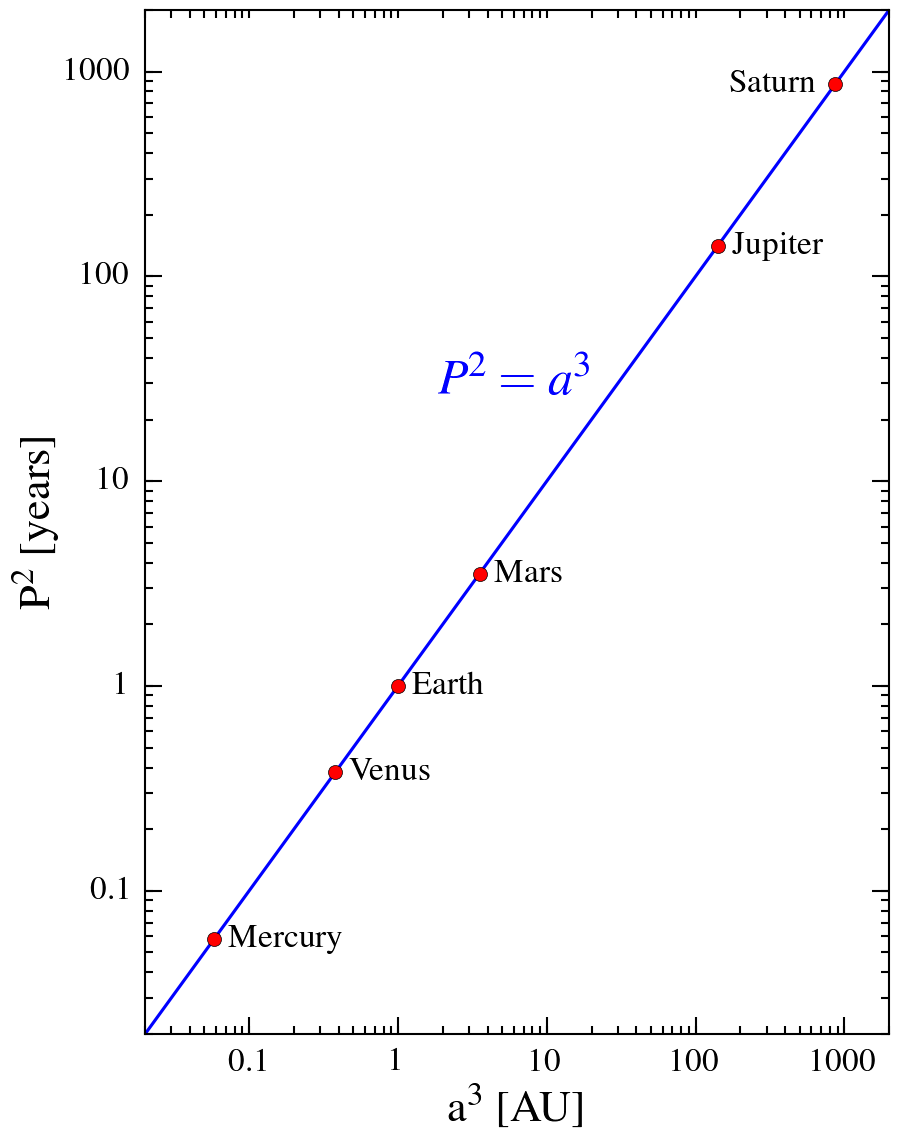 1000
Saturn
Jupiter
100
P² = a³
10
Mars
P² [years]
1
Earth
Venus
0.1
Mercury
0.1 1 10 100 1000
a³ [AU]